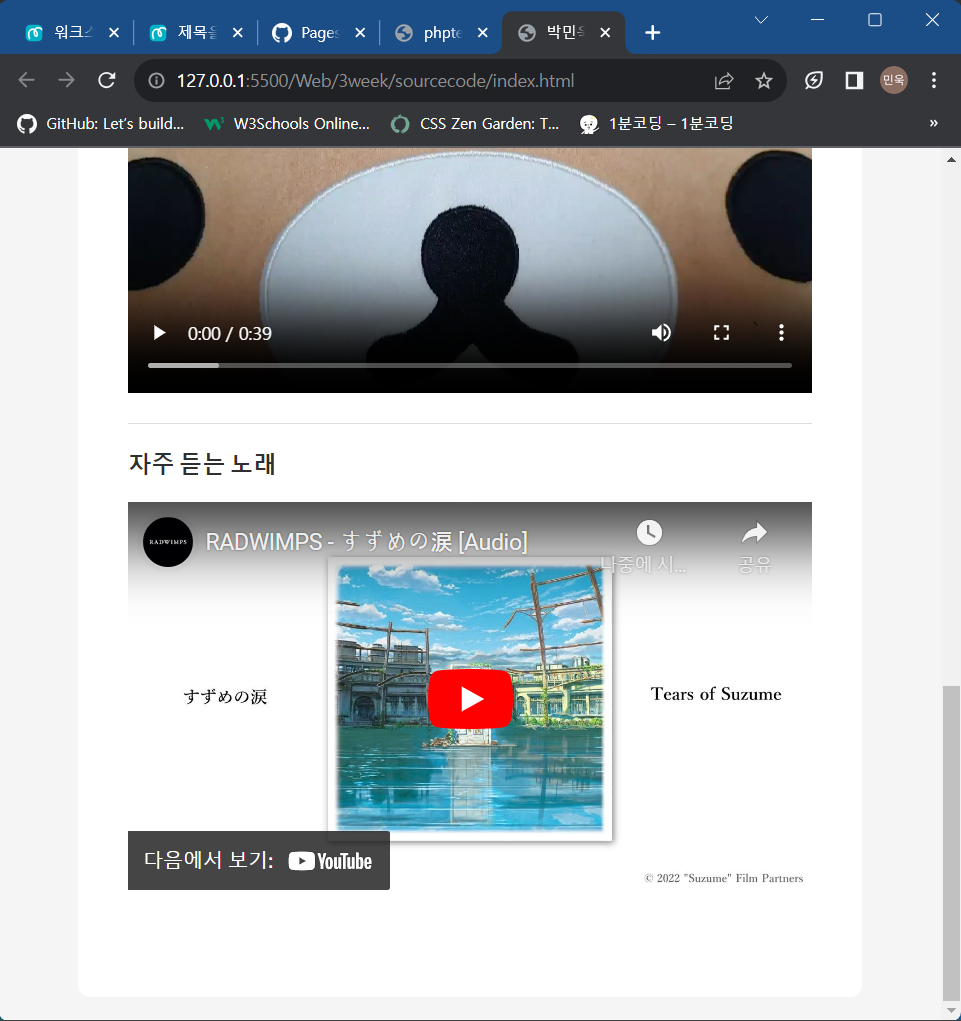 워크스
제목을
Pages
phpte
박민욱
127.0.0.1:5500/Web/3week/sourcecode/index.html
민욱
GitHub: Let's build...
W3Schools Online...
CSS Zen Garden: T...
1분코딩 – 1분코딩
»
0:00 / 0:39
자주 듣는 노래
RADWIMPS
RADWIMPS - すずめの涙 [Audio]
나중에 시...
공유
すずめの涙
Tears of Suzume
다음에서 보기: YouTube
© 2022 "Suzume" Film Partners